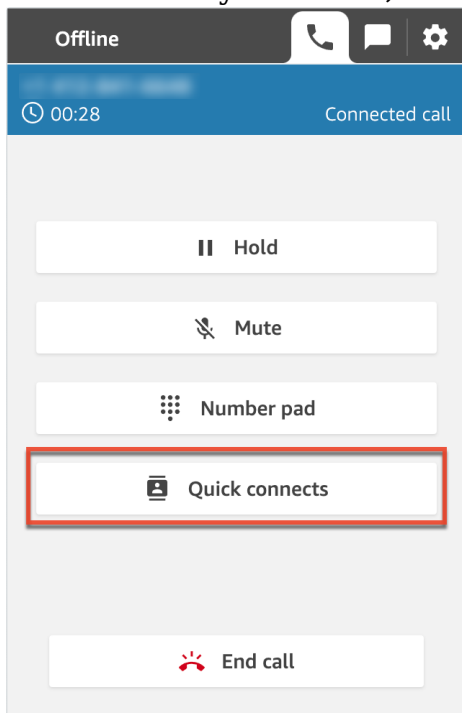 Offline
00:28
Connected call
Hold
Mute
Number pad
Quick connects
End call